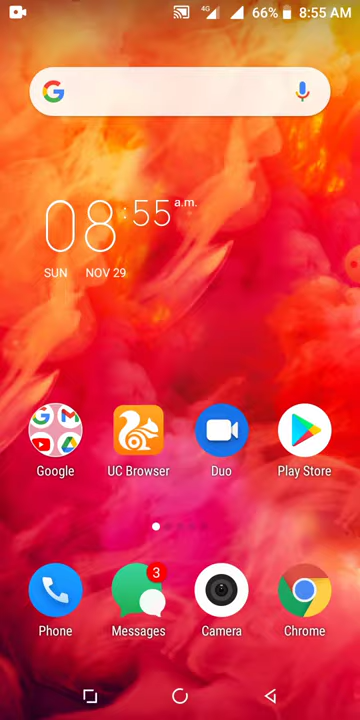 4G 66% 8:55 AM
08:55 a.m.
SUN NOV 29
Google UC Browser Duo Play Store
3
Phone Messages Camera Chrome